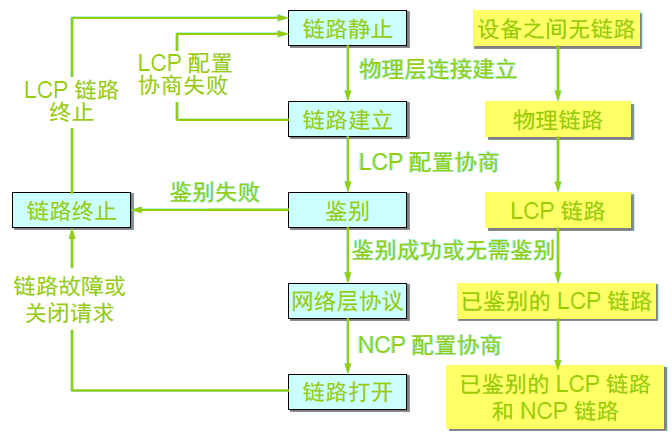 链路静止
设备之间无链路
LCP 配置
协商失败
物理层连接建立
LCP 链路
终止
链路建立
物理链路
LCP 配置协商
鉴别失败
链路终止
鉴别
LCP 链路
鉴别成功或无需鉴别
链路故障或
关闭请求
网络层协议
已鉴别的 LCP 链路
NCP 配置协商
链路打开
已鉴别的 LCP 链路
和 NCP 链路